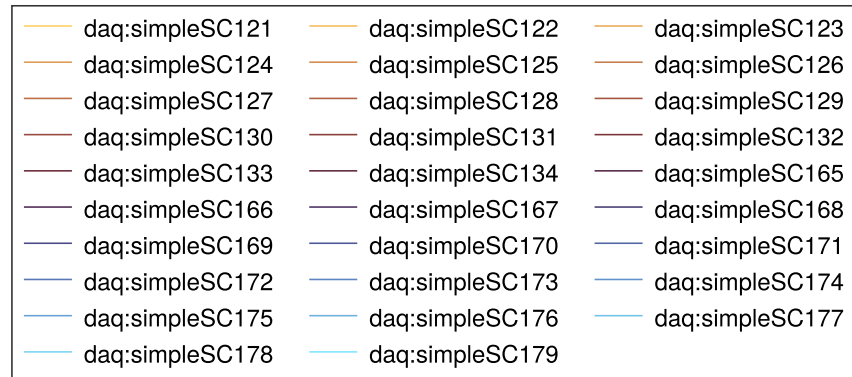 daq:simpleSC121 daq:simpleSC122 daq:simpleSC123
daq:simpleSC124 daq:simpleSC125 daq:simpleSC126
daq:simpleSC127 daq:simpleSC128 daq:simpleSC129
daq:simpleSC130 daq:simpleSC131 daq:simpleSC132
daq:simpleSC133 daq:simpleSC134 daq:simpleSC165
daq:simpleSC166 daq:simpleSC167 daq:simpleSC168
daq:simpleSC169 daq:simpleSC170 daq:simpleSC171
daq:simpleSC172 daq:simpleSC173 daq:simpleSC174
daq:simpleSC175 daq:simpleSC176 daq:simpleSC177
daq:simpleSC178 daq:simpleSC179